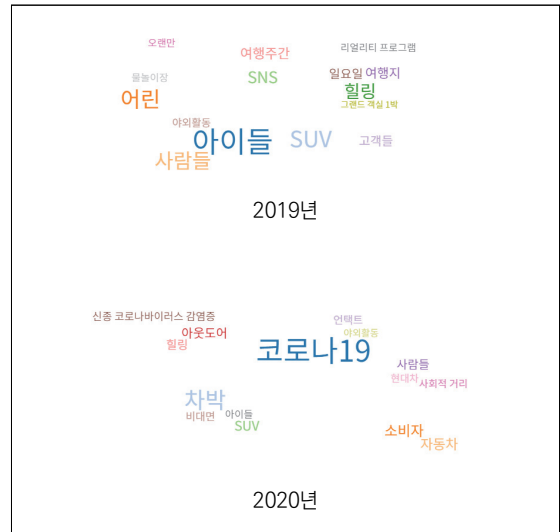 오랜만
여행주간
리얼리티 프로그램
물놀이장
SNS
일요일
여행지
어린
힐링
그랜드 객실 1박
야외활동
아이들
SUV
고객들
사람들
2019년
신종 코로나바이러스 감염증
언택트
아웃도어
야외활동
힐링
코로나19
사람들
현대차
사회적 거리
차박
비대면
아이들
SUV
소비자
자동차
2020년